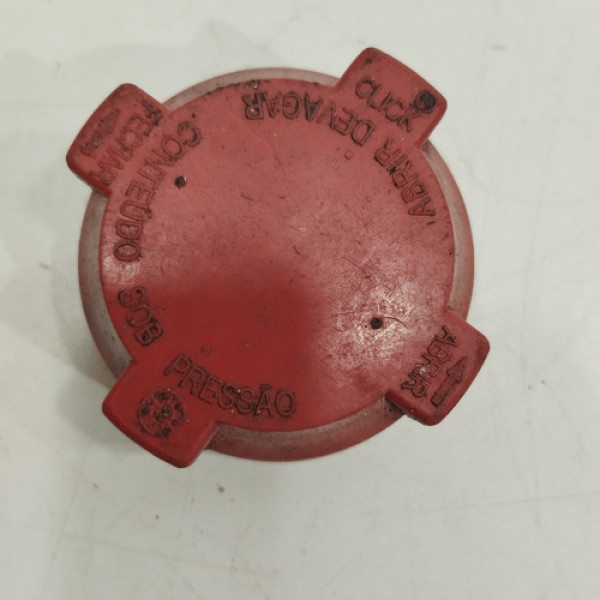 CONTEÚDO SOB PRESSÃO
ABRIR DEVAGAR
FECHAR
CLICK
ABRIR